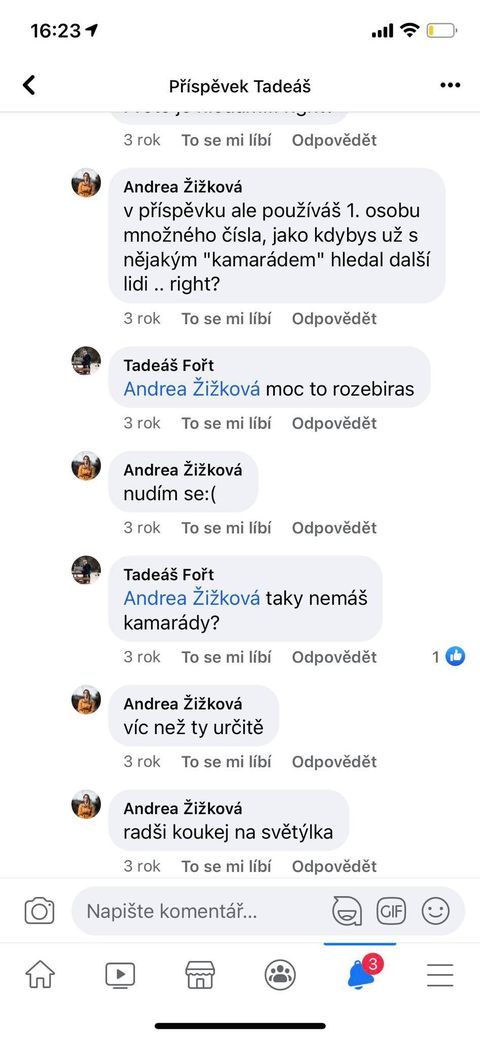 16:23
Příspěvek Tadeáš
3 rok To se mi líbí Odpovědět
Andrea Žižková
v příspěvku ale používáš 1. osobu
množného čísla, jako kdybys už s
nějakým "kamarádem" hledal další
lidi .. right?
3 rok To se mi líbí Odpovědět
Tadeáš Fořt
Andrea Žižková moc to rozebiras
3 rok To se mi líbí Odpovědět
Andrea Žižková
nudím se:(
3 rok To se mi líbí Odpovědět
Tadeáš Fořt
Andrea Žižková taky nemáš
kamarády?
3 rok To se mi líbí Odpovědět 1
Andrea Žižková
víc než ty určitě
3 rok To se mi líbí Odpovědět
Andrea Žižková
radši koukej na světýlka
3 rok To se mi líbí Odpovědět
Napište komentář... GIF
3